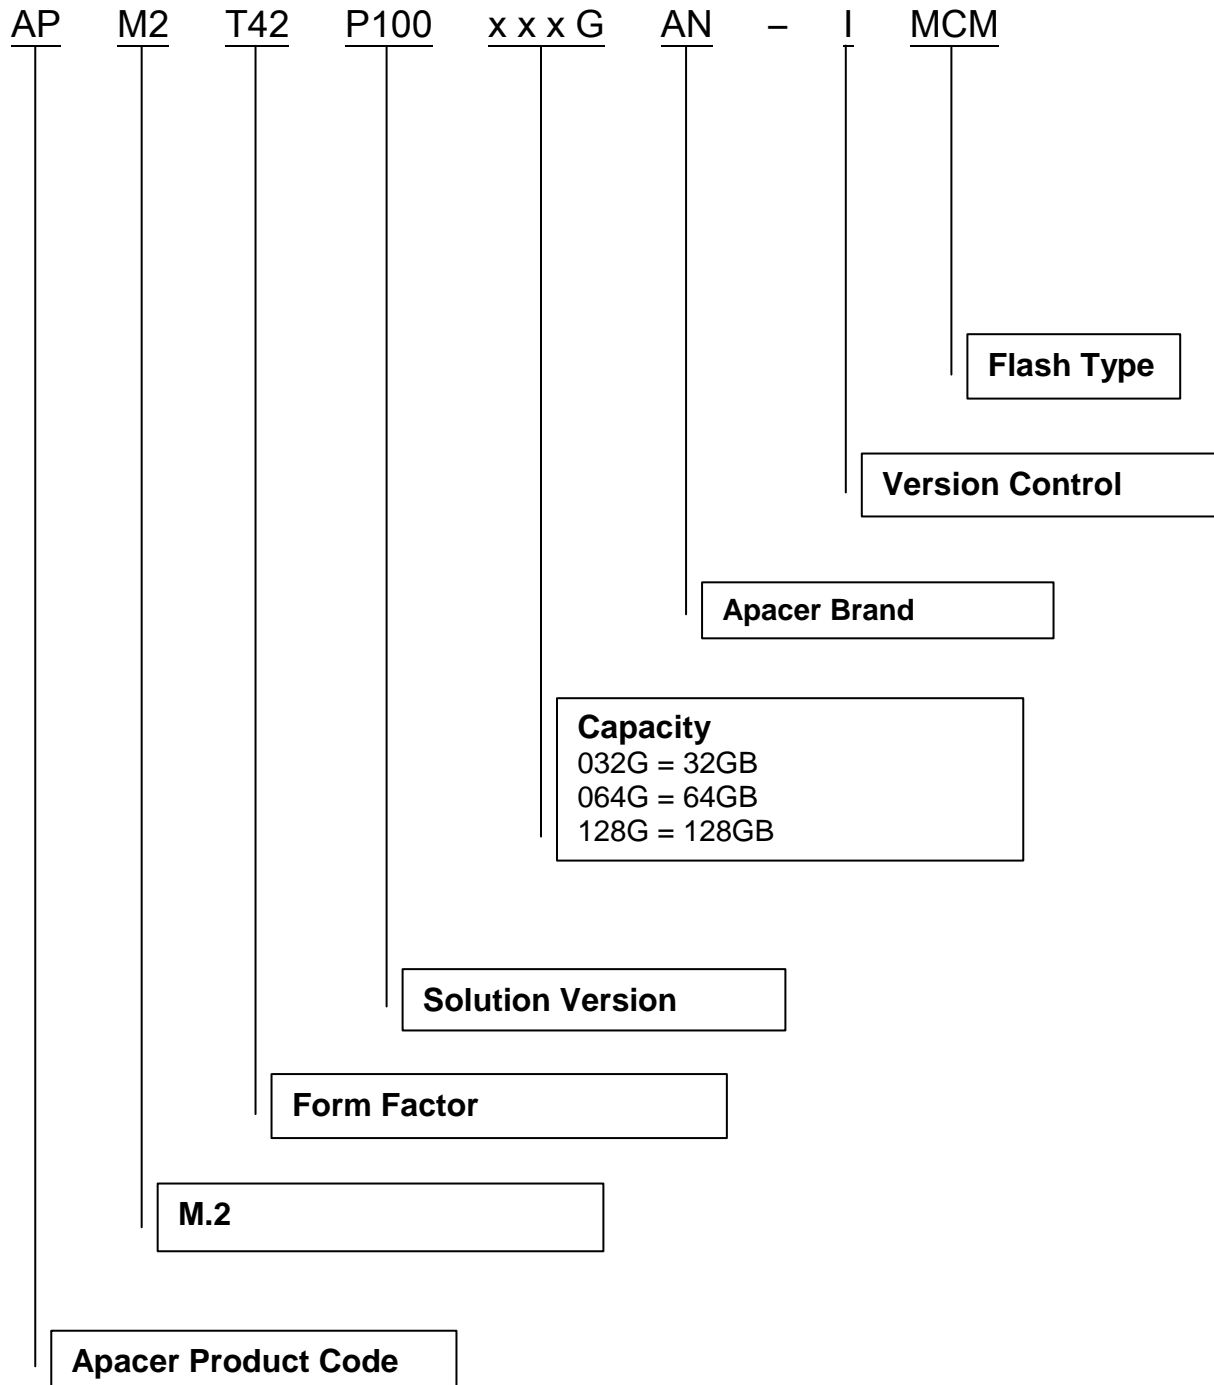 AP M2 T42 P100 x x x G AN – I MCM
Flash Type
Version Control
Apacer Brand
Capacity
032G = 32GB
064G = 64GB
128G = 128GB
Solution Version
Form Factor
M.2
Apacer Product Code